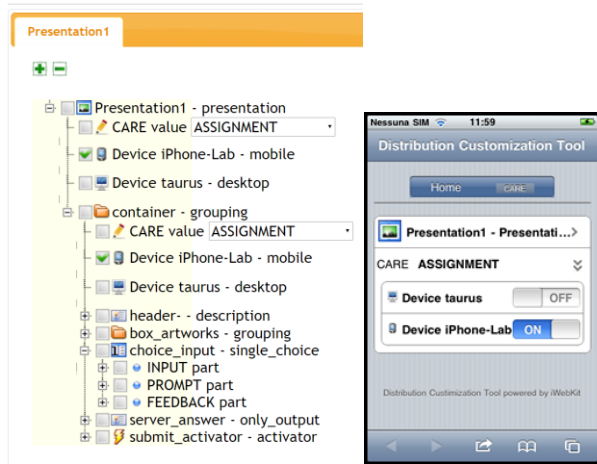 Presentation1
Presentation1 - presentation
CARE value ASSIGNMENT
Device iPhone-Lab - mobile
Device taurus - desktop
container - grouping
CARE value ASSIGNMENT
Device iPhone-Lab - mobile
Device taurus - desktop
header- - description
box_artworks - grouping
choice_input - single_choice
INPUT part
PROMPT part
FEEDBACK part
server_answer - only_output
submit_activator - activator
Nessuna SIM 11:59
Distribution Customization Tool
Home CARE
Presentation1 - Presentati...>
CARE ASSIGNMENT
Device taurus OFF
Device iPhone-Lab ON
Distribution Custimization Tool powered by iWebKit